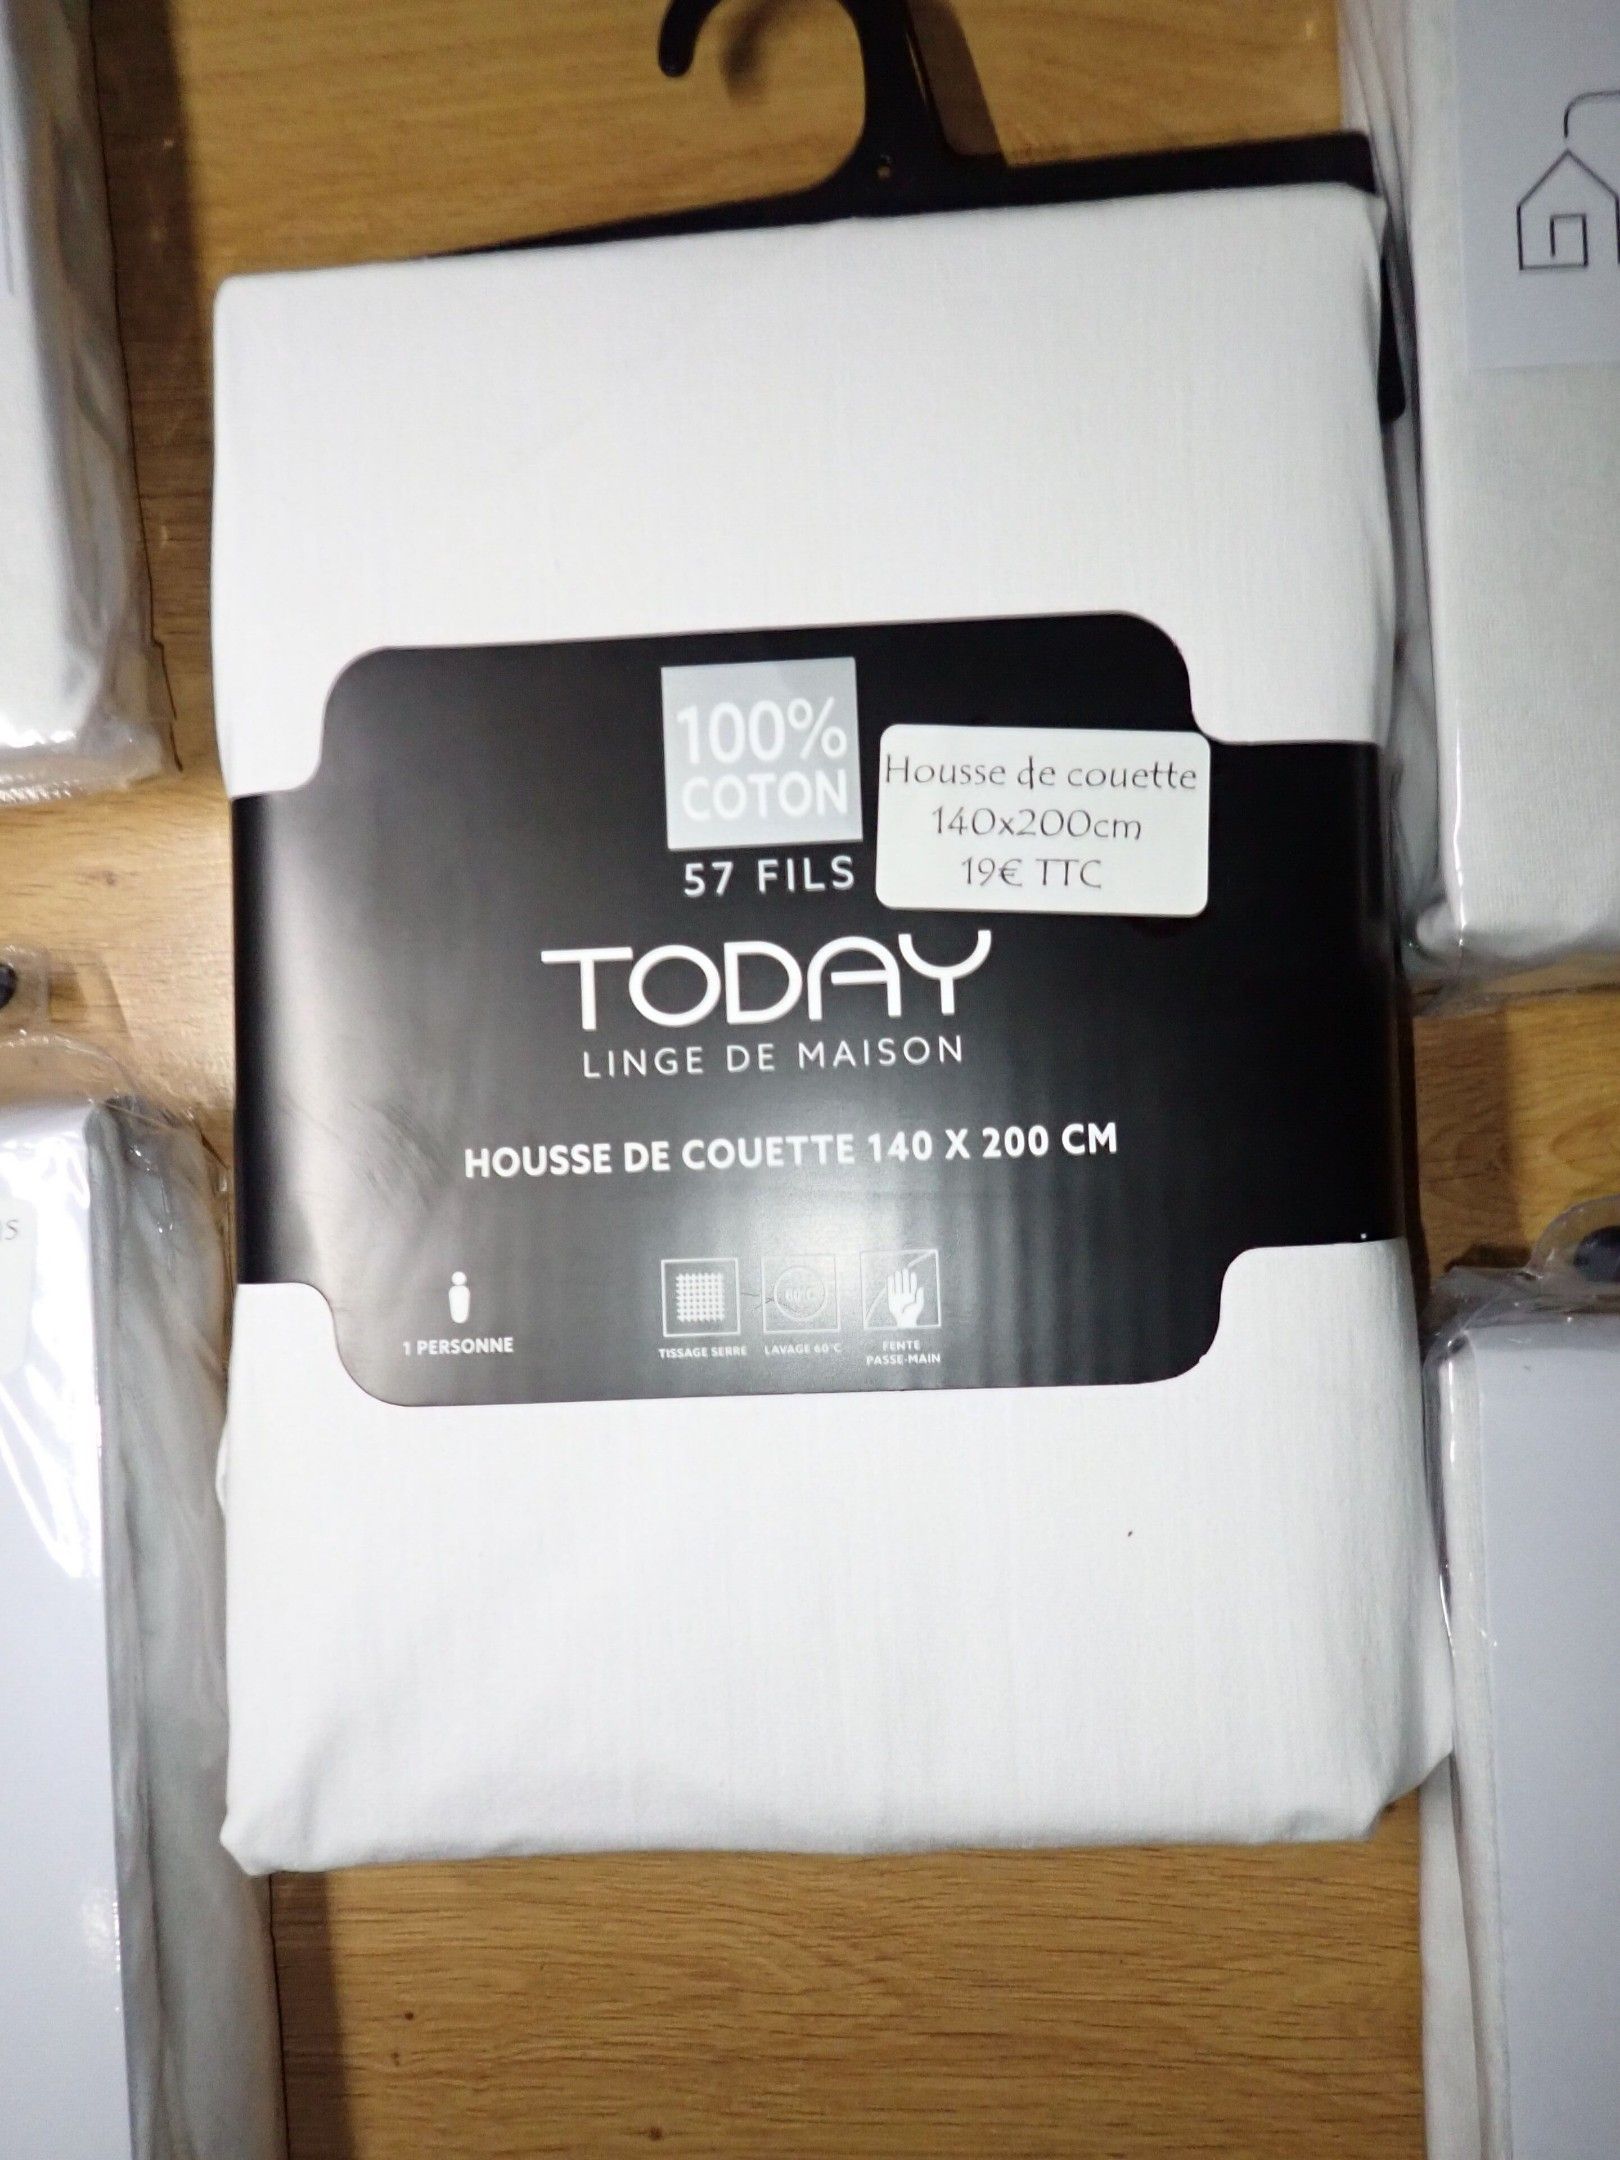 100%
COTON
57 FILS
Housse de couette
140x200cm
19€ TTC
TODAY
LINGE DE MAISON
HOUSSE DE COUETTE 140 X 200 CM
1 PERSONNE
60°C
TISSAGE SERRE
LAVAGE 60°C
FENTE
PASSE-MAIN